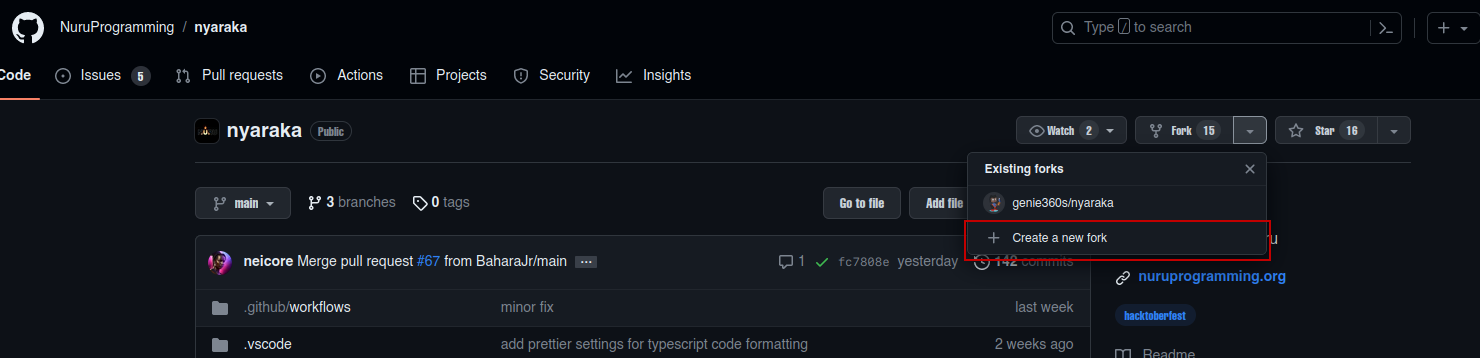 NuruProgramming / nyaraka
Type / to search
Code
Issues 5
Pull requests
Actions
Projects
Security
Insights
nyaraka Public
Watch 2
Fork 15
Star 16
Existing forks
genie360s/nyaraka
Create a new fork
main
3 branches
0 tags
Go to file
Add file
neicore Merge pull request #67 from BaharaJr/main
1
fc7808e yesterday
142 commits
nuruprogramming.org
.github/workflows
minor fix
last week
hacktoberfest
.vscode
add prettier settings for typescript code formatting
2 weeks ago
Readme